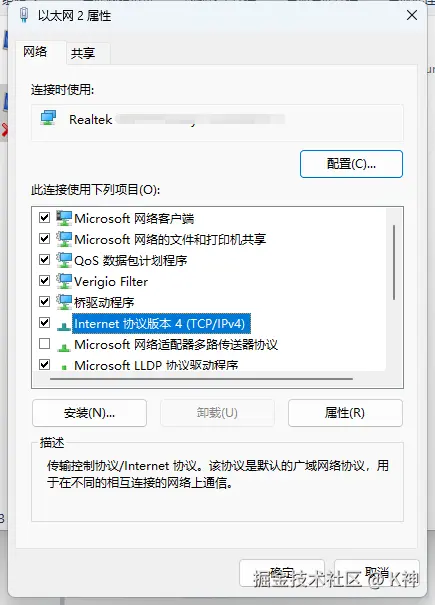 以太网 2 属性
网络
共享
连接时使用:
Realtek
配置(C)...
此连接使用下列项目(O):
Microsoft 网络客户端
Microsoft 网络的文件和打印机共享
QoS 数据包计划程序
Verigio Filter
桥驱动程序
Internet 协议版本 4 (TCP/IPv4)
Microsoft 网络适配器多路传送器协议
Microsoft LLDP 协议驱动程序
安装(N)...
卸载(U)
属性(R)
描述
传输控制协议/Internet 协议。该协议是默认的广域网络协议，用
于在不同的相互连接的网络上通信。
确定
取消
掘金技术社区 @ K神